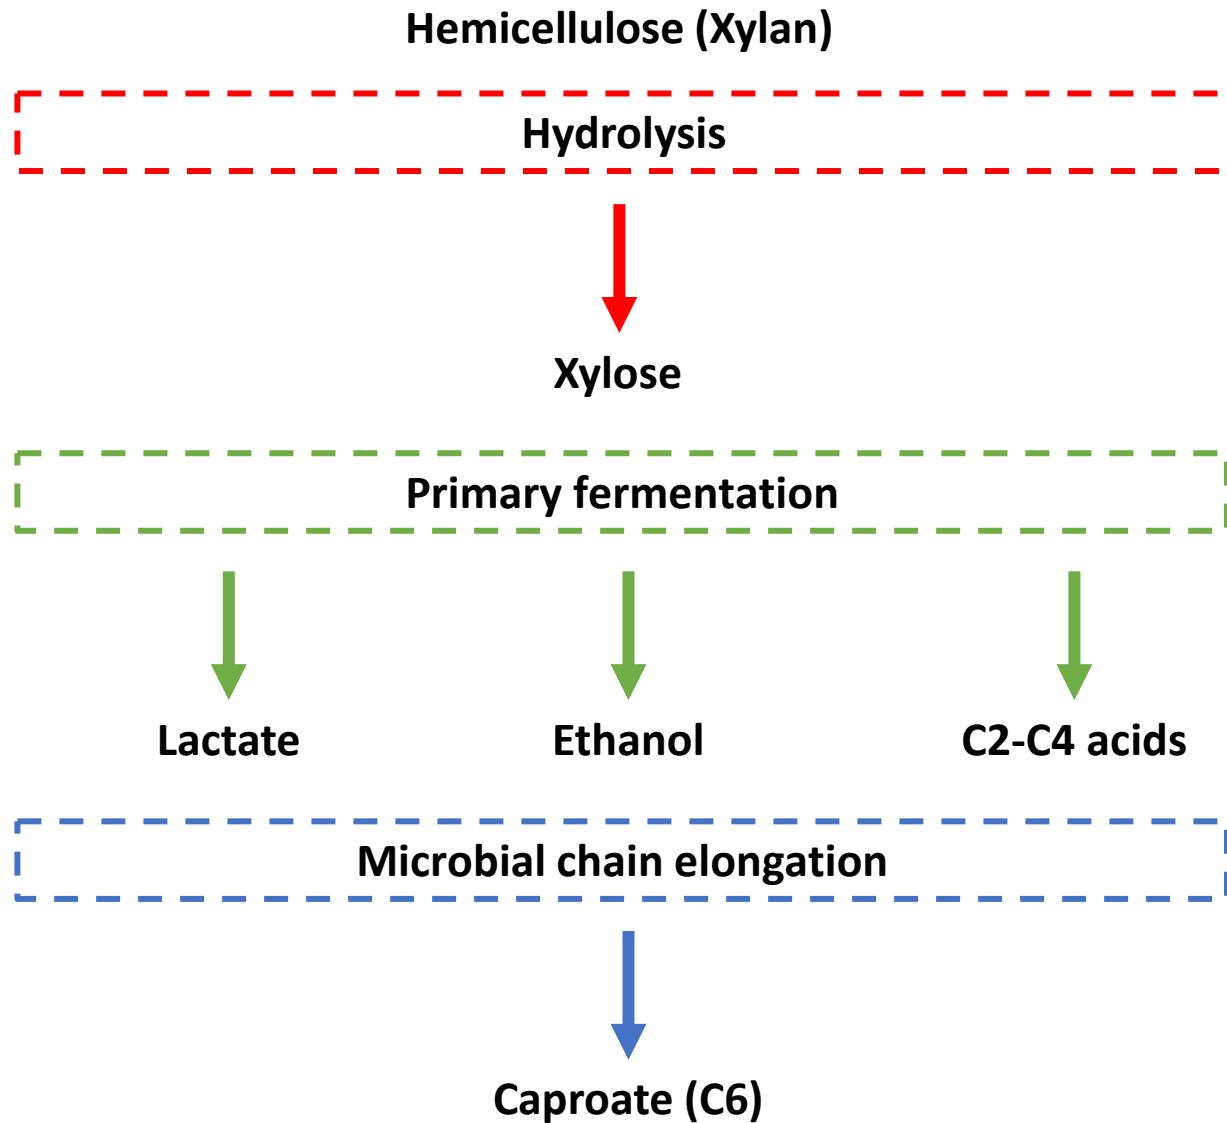 Hemicellulose (Xylan)
Hydrolysis
Xylose
Primary fermentation
Lactate Ethanol C2-C4 acids
Microbial chain elongation
Caproate (C6)